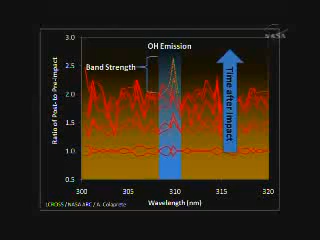 NASA
OH Emission
Band Strength
Time after Impact
Ratio of Post- to Pre-impact
3.0
2.5
2.0
1.5
1.0
0.5
300 305 310 315 320
Wavelength (nm)
LCROSS / NASA ARC / A. Colaprete